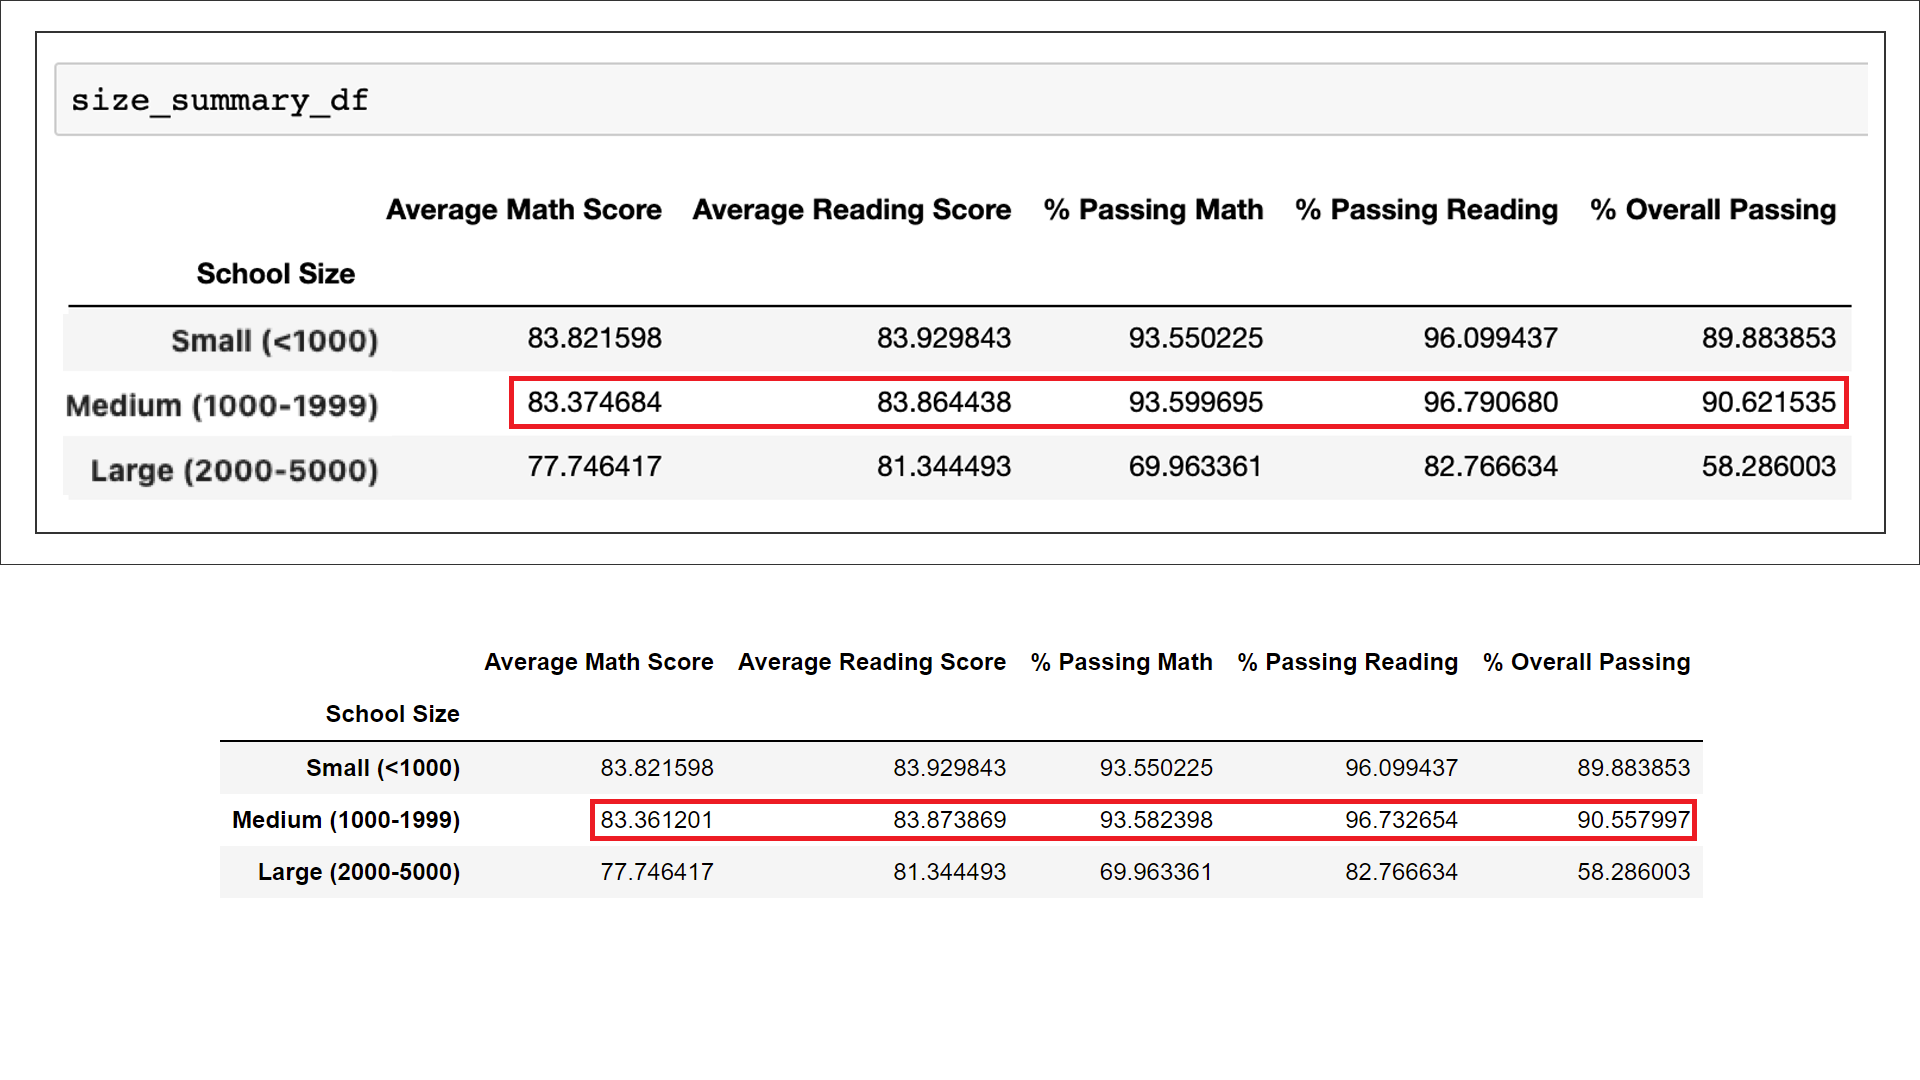 size_summary_df
Average Math Score Average Reading Score % Passing Math % Passing Reading % Overall Passing
School Size
Small (<1000) 83.821598 83.929843 93.550225 96.099437 89.883853
Medium (1000-1999) 83.374684 83.864438 93.599695 96.790680 90.621535
Large (2000-5000) 77.746417 81.344493 69.963361 82.766634 58.286003
Average Math Score Average Reading Score % Passing Math % Passing Reading % Overall Passing
School Size
Small (<1000) 83.821598 83.929843 93.550225 96.099437 89.883853
Medium (1000-1999) 83.361201 83.873869 93.582398 96.732654 90.557997
Large (2000-5000) 77.746417 81.344493 69.963361 82.766634 58.286003